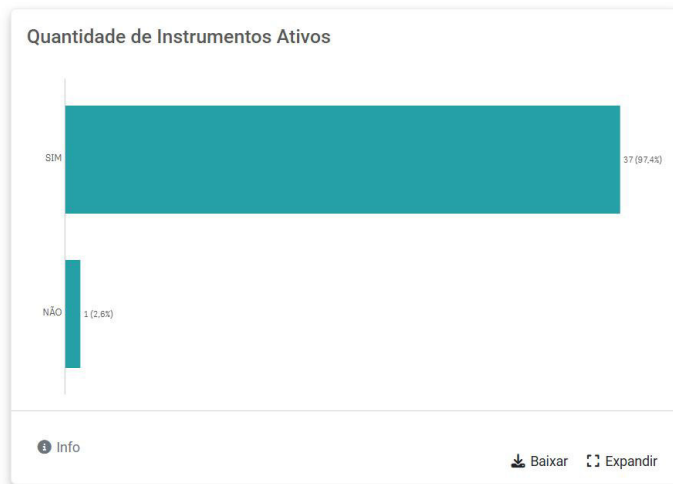 Quantidade de Instrumentos Ativos
SIM
37 (97,4%)
NÃO
1 (2,6%)
Info
Baixar
Expandir